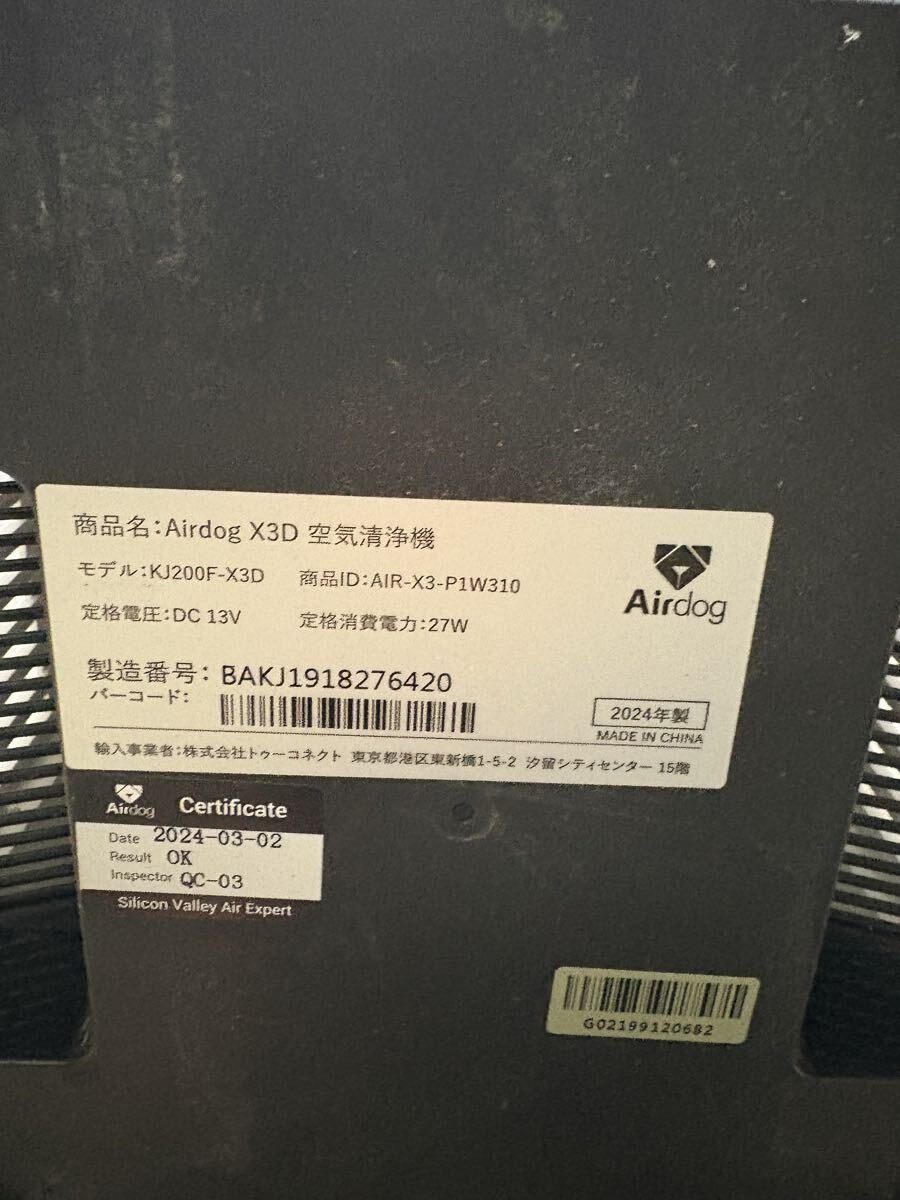 商品名：Airdog X3D 空気清浄機
モデル：KJ200F-X3D 商品ID：AIR-X3-P1W310
定格電圧：DC 13V 定格消費電力：27W
Airdog
製造番号：BAKJ1918276420
バーコード：
2024年製
MADE IN CHINA
輸入事業者：株式会社トゥーコネクト 東京都港区東新橋1-5-2 汐留シティセンター 15階
Airdog Certificate
Date 2024-03-02
Result OK
Inspector QC-03
Silicon Valley Air Expert
G02199120682